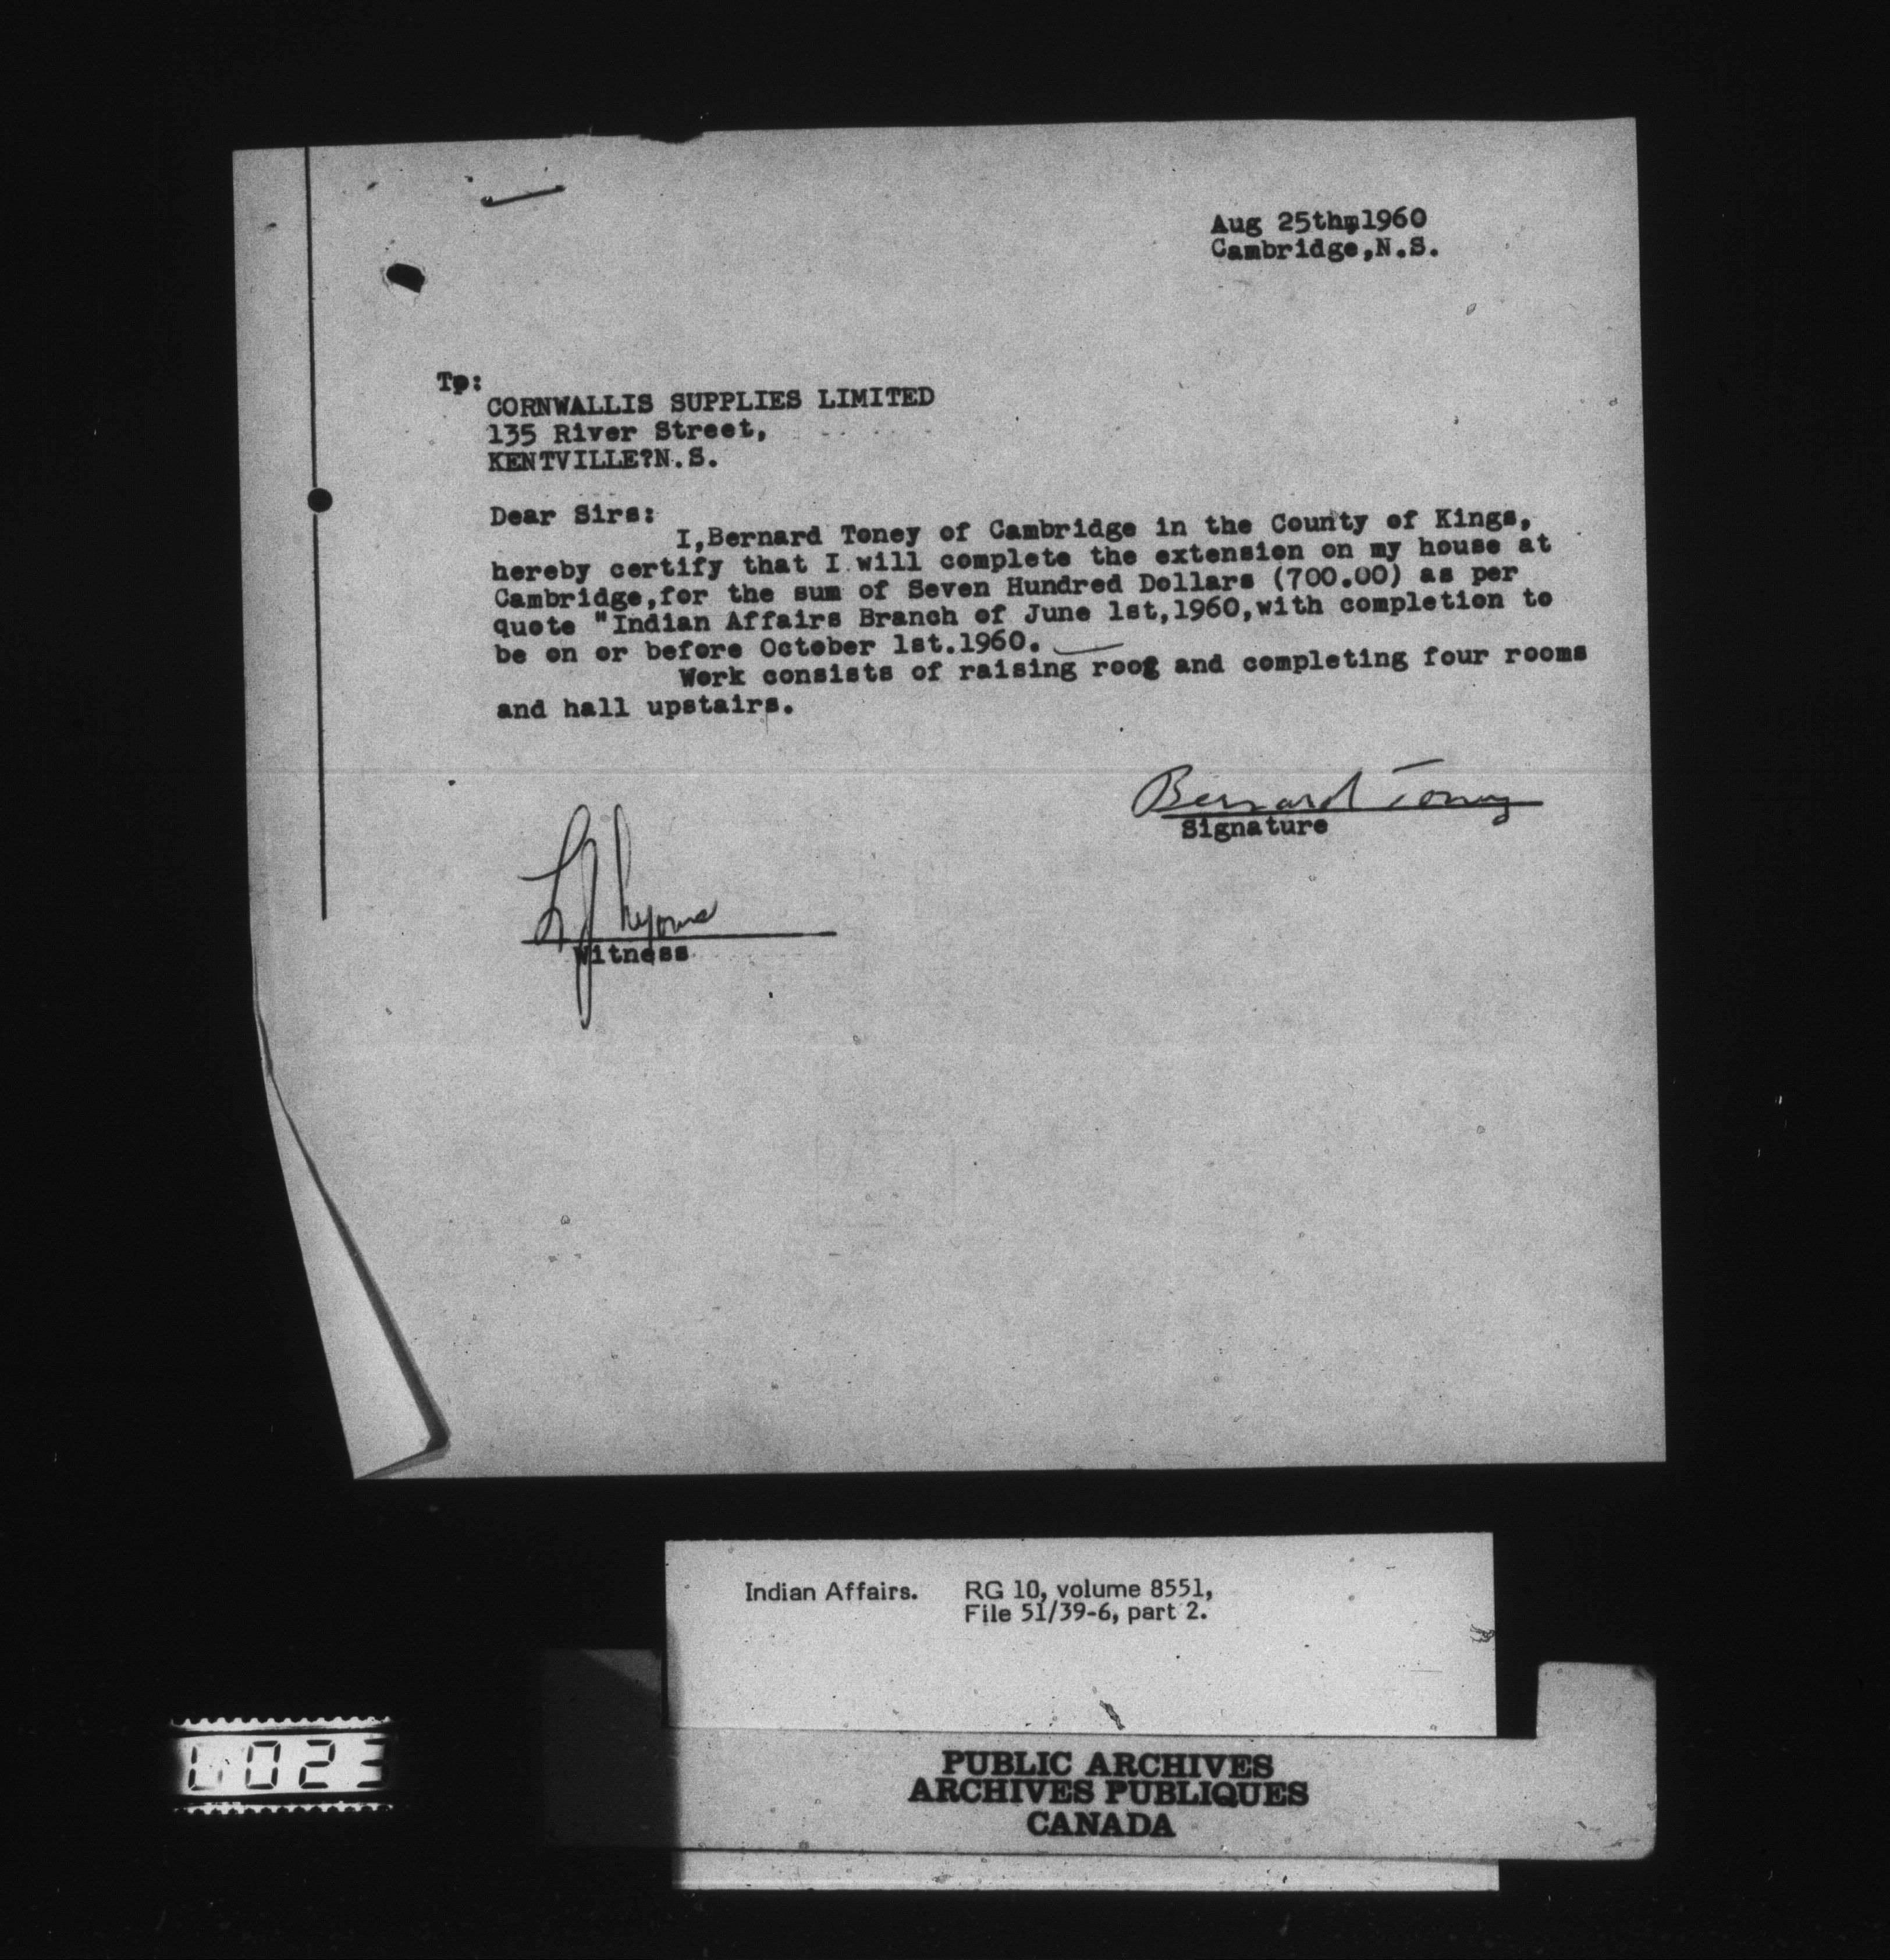 Aug 25th,1960
Cambridge,N.S.
To:
CORNWALLIS SUPPLIES LIMITED
135 River Street,
KENTVILLE?N.S.
Dear Sirs:
I,Bernard Toney of Cambridge in the County of Kings,
hereby certify that I will complete the extension on my house at
Cambridge,for the sum of Seven Hundred Dollars (700.00) as per
quote "Indian Affairs Branch of June 1st,1960,with completion to
be on or before October 1st.1960.
Work consists of raising roof and completing four rooms
and hall upstairs.
Bernard Toney
Signature
Witness
Indian Affairs. RG 10, volume 8551,
File 51/39-6, part 2.
PUBLIC ARCHIVES
ARCHIVES PUBLIQUES
CANADA
023